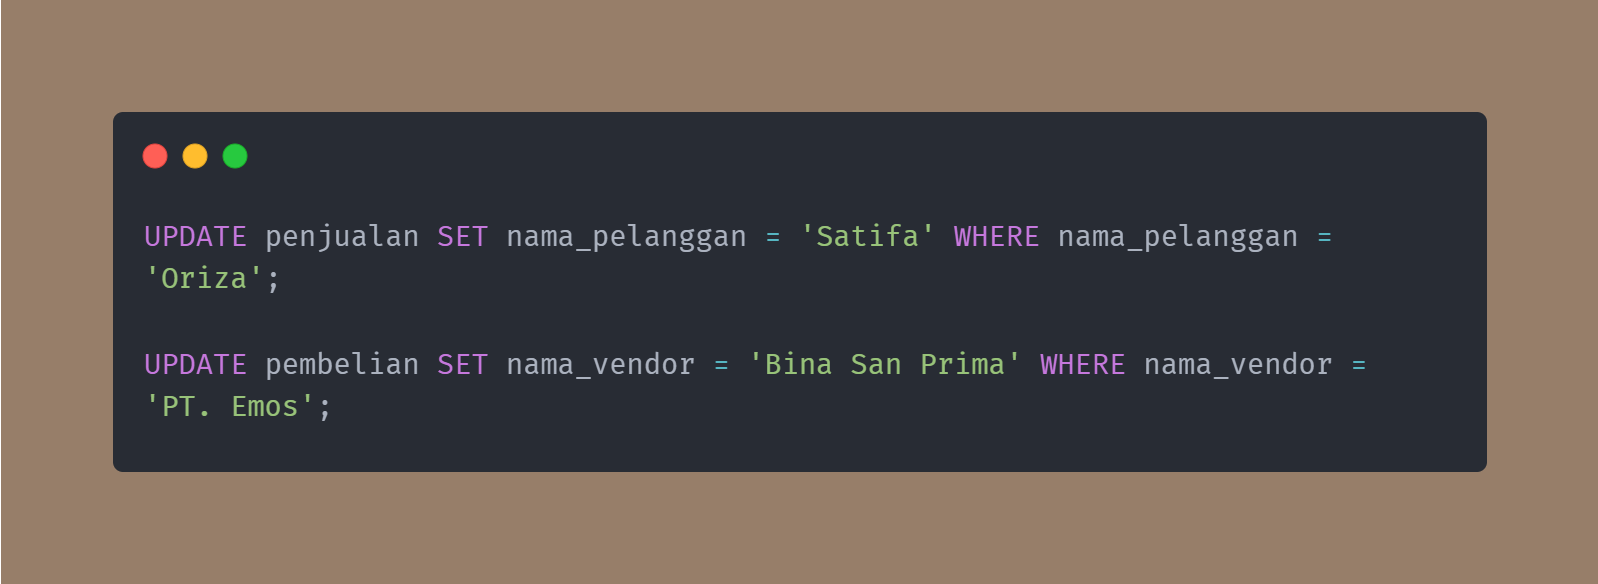 UPDATE penjualan SET nama_pelanggan = 'Satifa' WHERE nama_pelanggan =
'Oriza';
UPDATE pembelian SET nama_vendor = 'Bina San Prima' WHERE nama_vendor =
'PT. Emos';